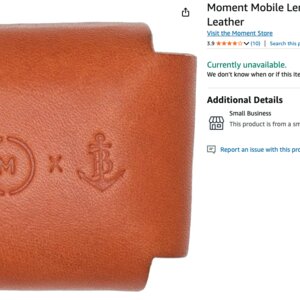 Moment Mobile Len
Leather
Visit the Moment Store
3.9 (10) | Search this p
Currently unavailable.
We don't know when or if this ite
Additional Details
Small Business
This product is from a sm
Report an issue with this pro
M x B